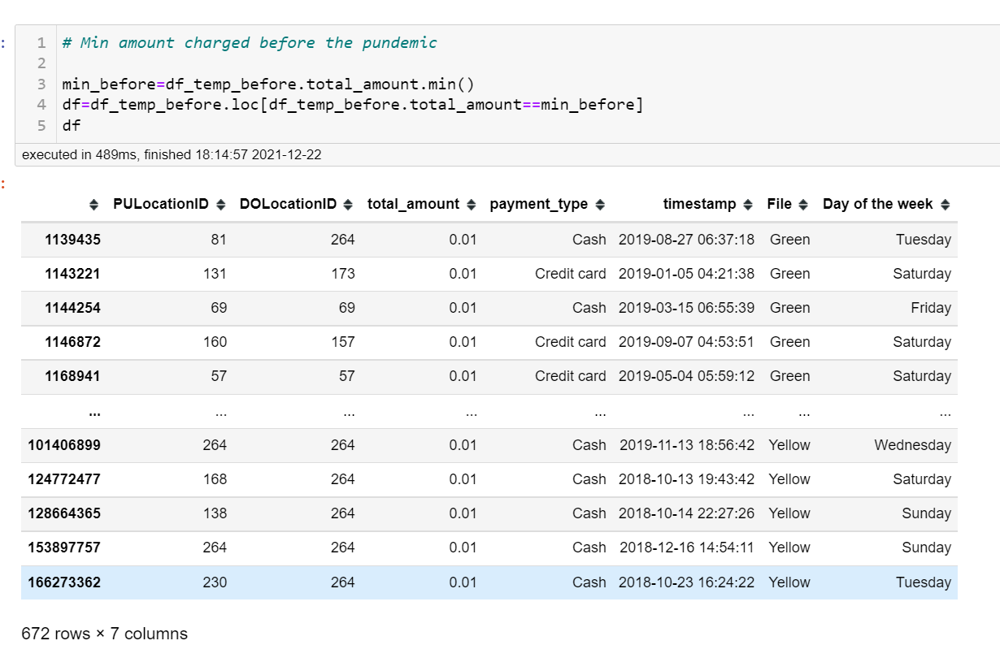 :
1 # Min amount charged before the pundemic
2
3 min_before=df_temp_before.total_amount.min()
4 df=df_temp_before.loc[df_temp_before.total_amount==min_before]
5 df
executed in 489ms, finished 18:14:57 2021-12-22
:
PULocationID DOLocationID total_amount payment_type timestamp File Day of the week
1139435 81 264 0.01 Cash 2019-08-27 06:37:18 Green Tuesday
1143221 131 173 0.01 Credit card 2019-01-05 04:21:38 Green Saturday
1144254 69 69 0.01 Cash 2019-03-15 06:55:39 Green Friday
1146872 160 157 0.01 Credit card 2019-09-07 04:53:51 Green Saturday
1168941 57 57 0.01 Credit card 2019-05-04 05:59:12 Green Saturday
... ... ... ... ... ... ... ...
101406899 264 264 0.01 Cash 2019-11-13 18:56:42 Yellow Wednesday
124772477 168 264 0.01 Cash 2018-10-13 19:43:42 Yellow Saturday
128664365 138 264 0.01 Cash 2018-10-14 22:27:26 Yellow Sunday
153897757 264 264 0.01 Cash 2018-12-16 14:54:11 Yellow Sunday
166273362 230 264 0.01 Cash 2018-10-23 16:24:22 Yellow Tuesday
672 rows × 7 columns